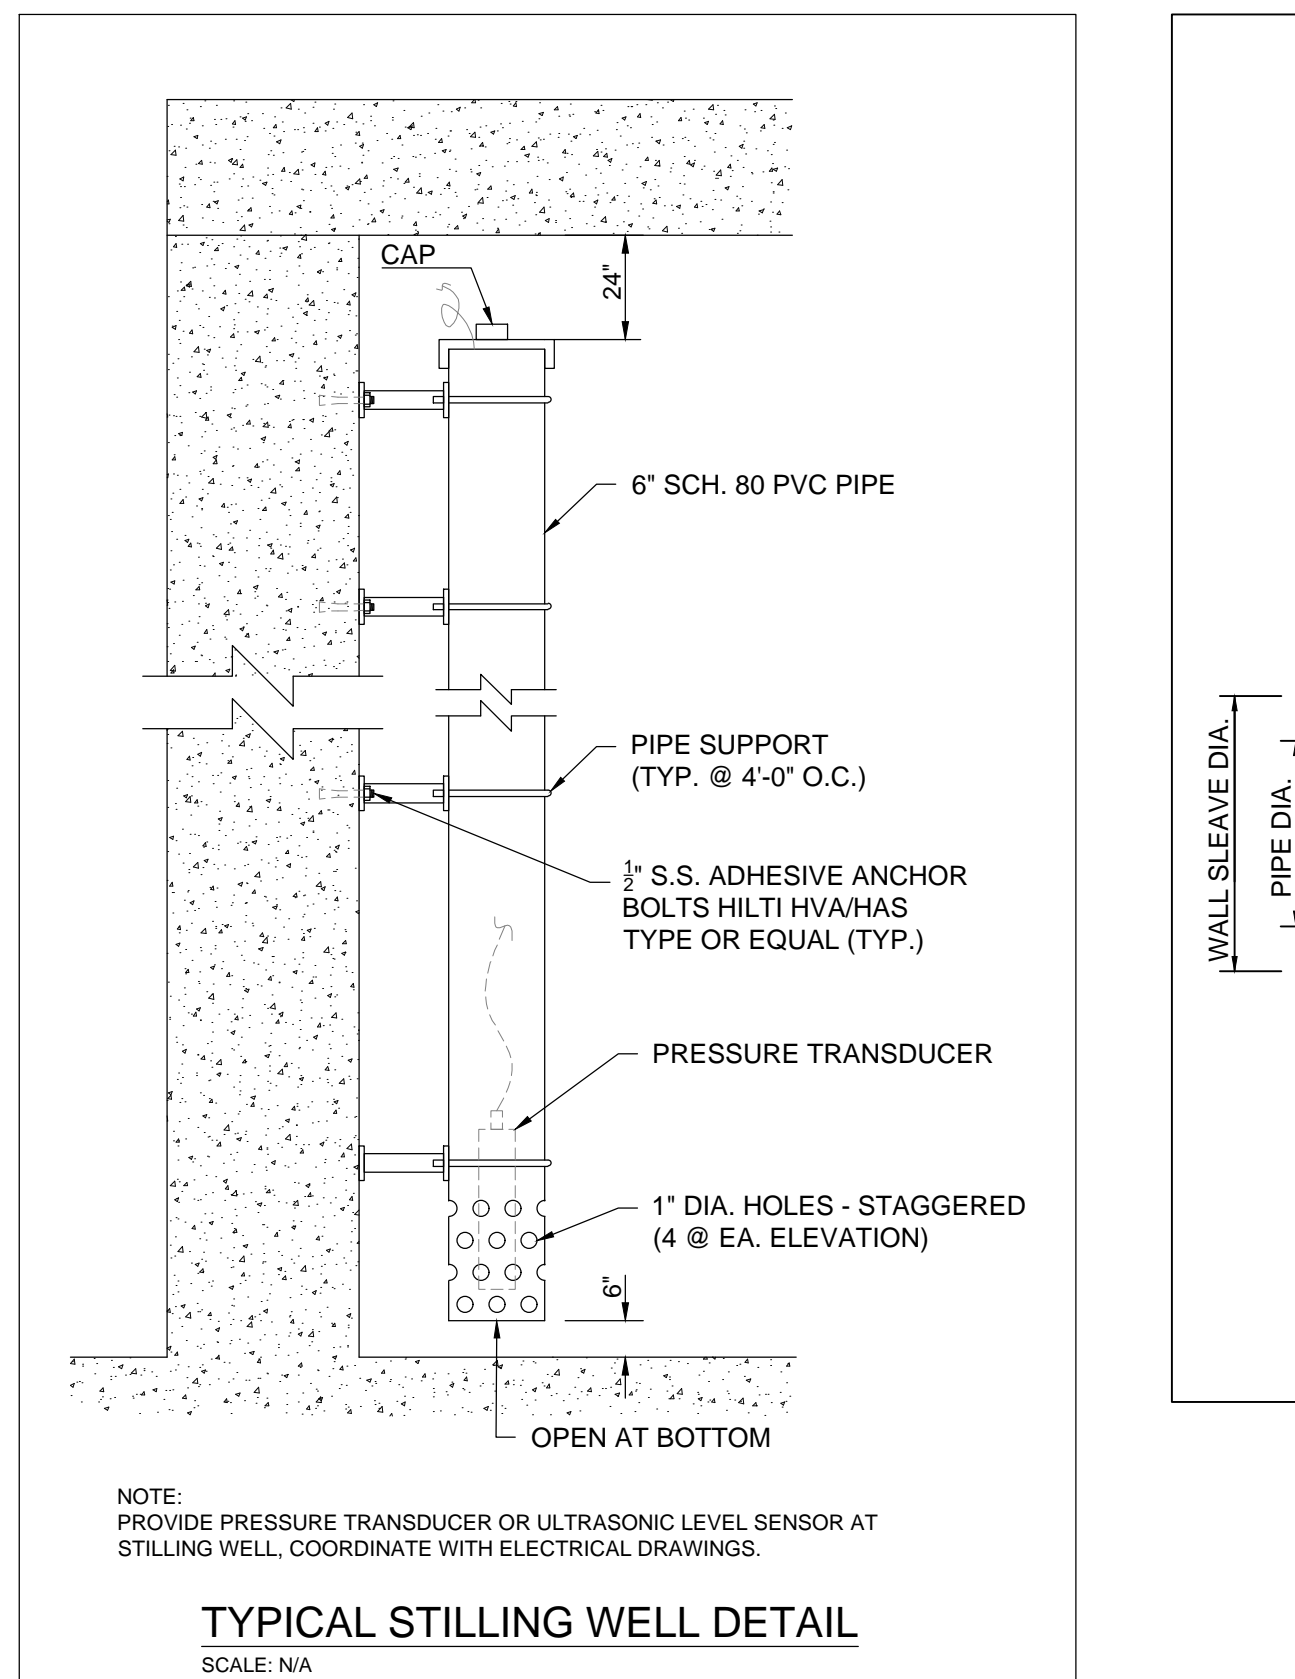 CAP
24"
6" SCH. 80 PVC PIPE
PIPE SUPPORT
(TYP. @ 4'-0" O.C.)
½" S.S. ADHESIVE ANCHOR
BOLTS HILTI HVA/HAS
TYPE OR EQUAL (TYP.)
PRESSURE TRANSDUCER
1" DIA. HOLES - STAGGERED
(4 @ EA. ELEVATION)
6"
OPEN AT BOTTOM
NOTE:
PROVIDE PRESSURE TRANSDUCER OR ULTRASONIC LEVEL SENSOR AT
STILLING WELL, COORDINATE WITH ELECTRICAL DRAWINGS.
TYPICAL STILLING WELL DETAIL
SCALE: N/A
WALL SLEAVE DIA.
PIPE DIA.